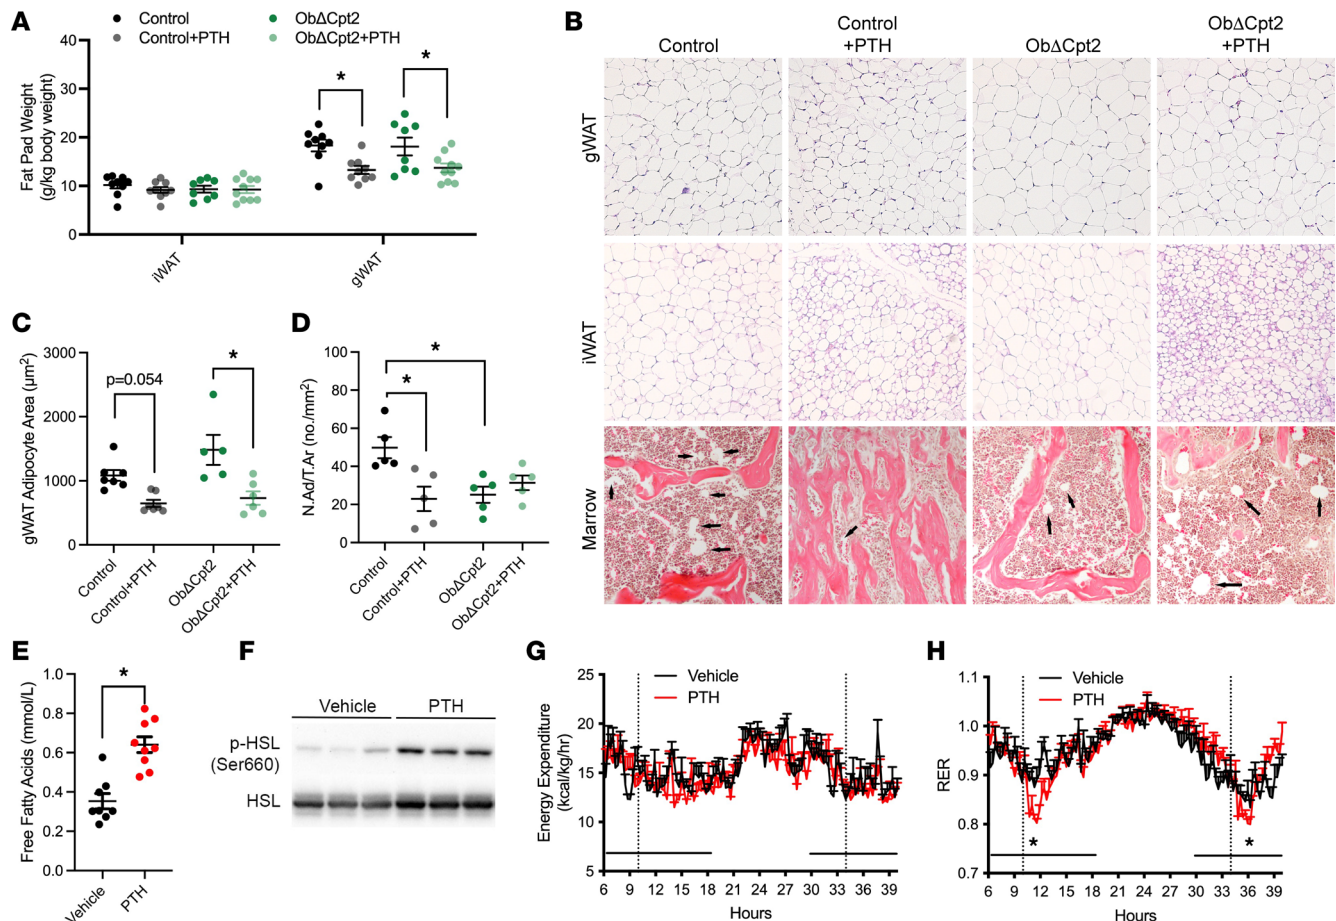 A
Control
Control+PTH
ObΔCpt2
ObΔCpt2+PTH
Fat Pad Weight
(g/kg body weight)
40
30
20
10
0
*
*
iWAT
gWAT
B
Control
Control
+PTH
ObΔCpt2
ObΔCpt2
+PTH
gWAT
iWAT
Marrow
C
gWAT Adipocyte Area (µm²)
3000
2000
1000
1000
500
0
p=0.054
*
Control
Control+PTH
ObΔCpt2
ObΔCpt2+PTH
D
N.Ad/T.Ar (no./mm²)
100
80
60
40
20
0
*
*
Control
Control+PTH
ObΔCpt2
ObΔCpt2+PTH
E
Free Fatty Acids (mmol/L)
1.0
0.8
0.6
0.4
0.2
0.0
*
Vehicle
PTH
F
Vehicle PTH
p-HSL
(Ser660)
HSL
G
Vehicle
PTH
Energy Expenditure
(kcal/kg/hr)
25
20
15
10
5
6 9 12 15 18 21 24 27 30 33 36 39
Hours
H
Vehicle
PTH
RER
1.1
1.0
0.9
0.8
0.7
* *
6 9 12 15 18 21 24 27 30 33 36 39
Hours